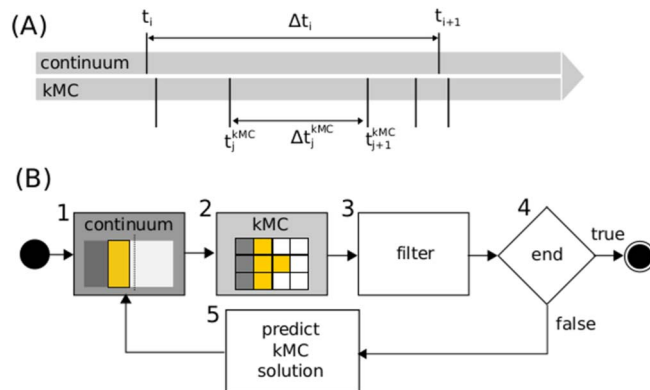 (A)
t_i
Δt_i
t_{i+1}
continuum
kMC
t_j^{kMC}
Δt_j^{kMC}
t_{j+1}^{kMC}
(B)
1
continuum
2
kMC
3
filter
4
end
true
false
5
predict
kMC
solution